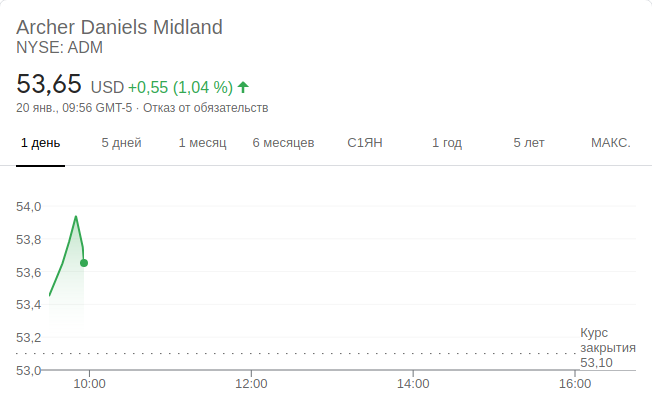 Archer Daniels Midland
NYSE: ADM
53,65 USD +0,55 (1,04 %)
20 янв., 09:56 GMT-5 · Отказ от обязательств
1 день 5 дней 1 месяц 6 месяцев С1ЯН 1 год 5 лет МАКС.
54,0
53,8
53,6
53,4
53,2
53,0
Курс
закрытия
53,10
10:00 12:00 14:00 16:00